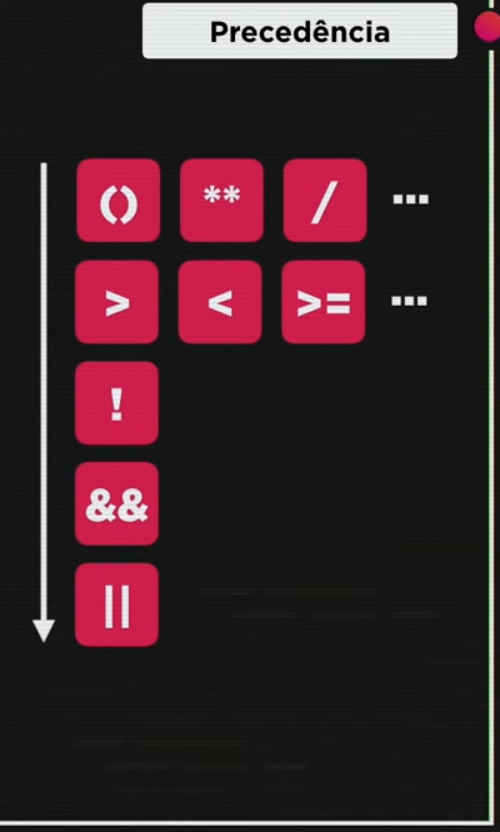 Precedência
() ** / ...
> < >= ...
!
&&
||